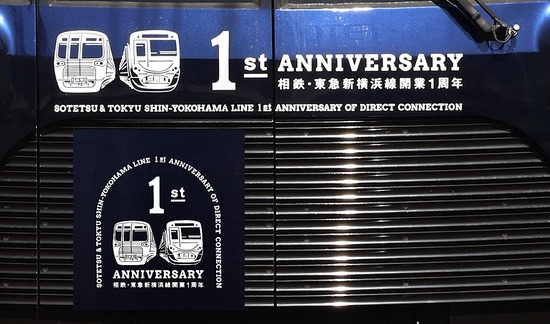 1st ANNIVERSARY
相鉄・東急新横浜線開業1周年
SOTETSU & TOKYU SHIN-YOKOHAMA LINE 1st ANNIVERSARY OF DIRECT CONNECTION
SOTETSU & TOKYU SHIN-YOKOHAMA LINE 1st ANNIVERSARY OF DIRECT CONNECTION
1st
ANNIVERSARY
相鉄・東急新横浜線開業1周年